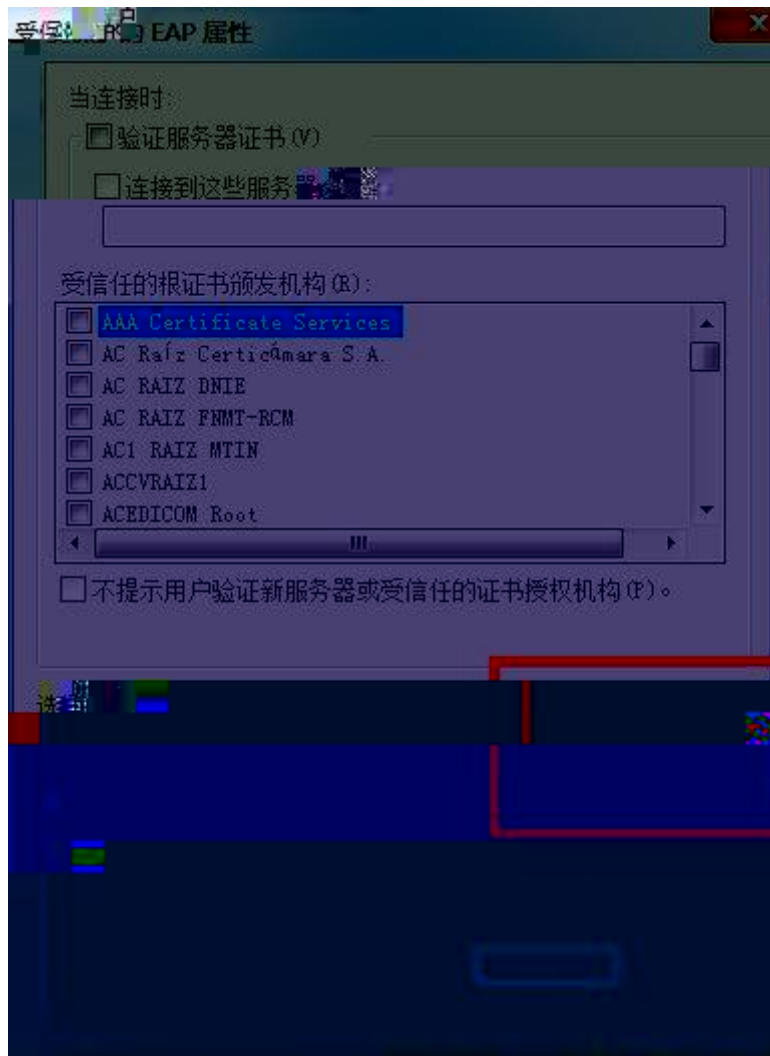 EAP 属性
当连接时:
验证服务器证书(V)
连接到这些服务
受信任的根证书颁发机构(R):
AAA Certificate Services
AC Raíz Certicámara S.A.
AC RAIZ DNIE
AC RAIZ FNMT-RCM
AC1 RAIZ MTIN
ACCVRAIZ1
ACEDICOM Root
不提示用户验证新服务器或受信任的证书授权机构(P)。